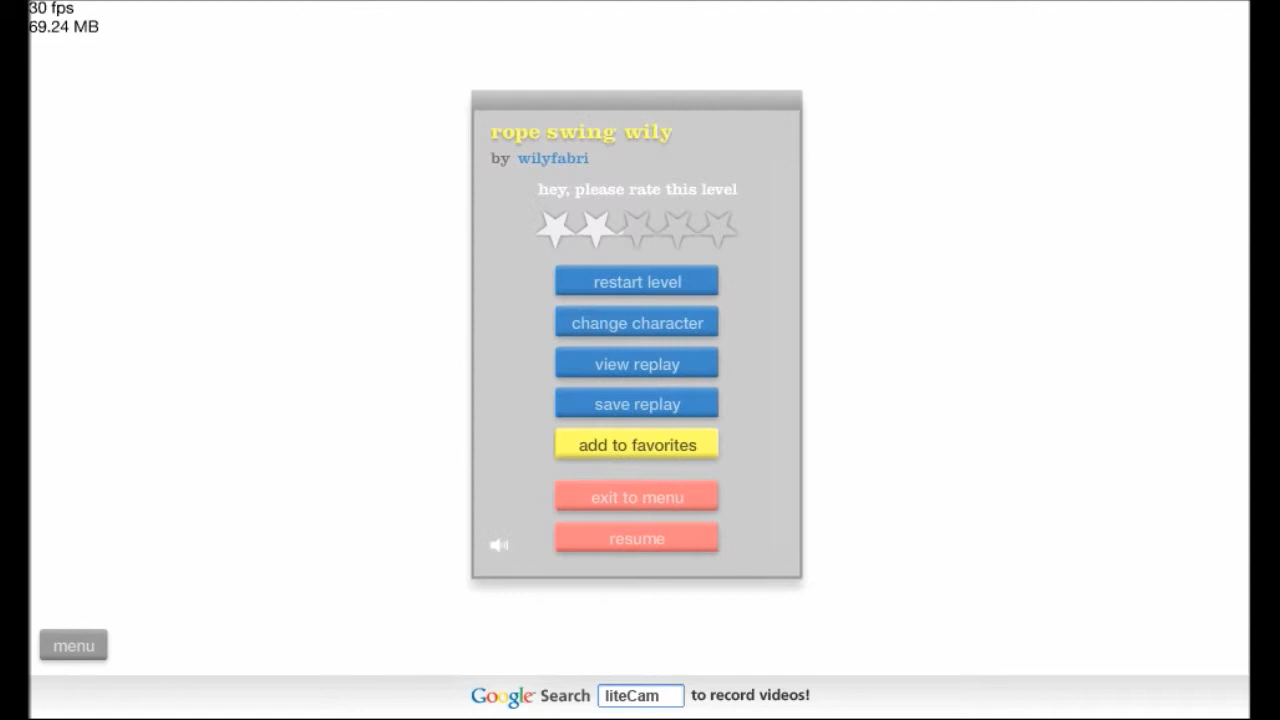 30 fps
69.24 MB
rope swing wily
by wilyfabri
hey, please rate this level
restart level
change character
view replay
save replay
add to favorites
exit to menu
resume
menu
Google Search liteCam to record videos!